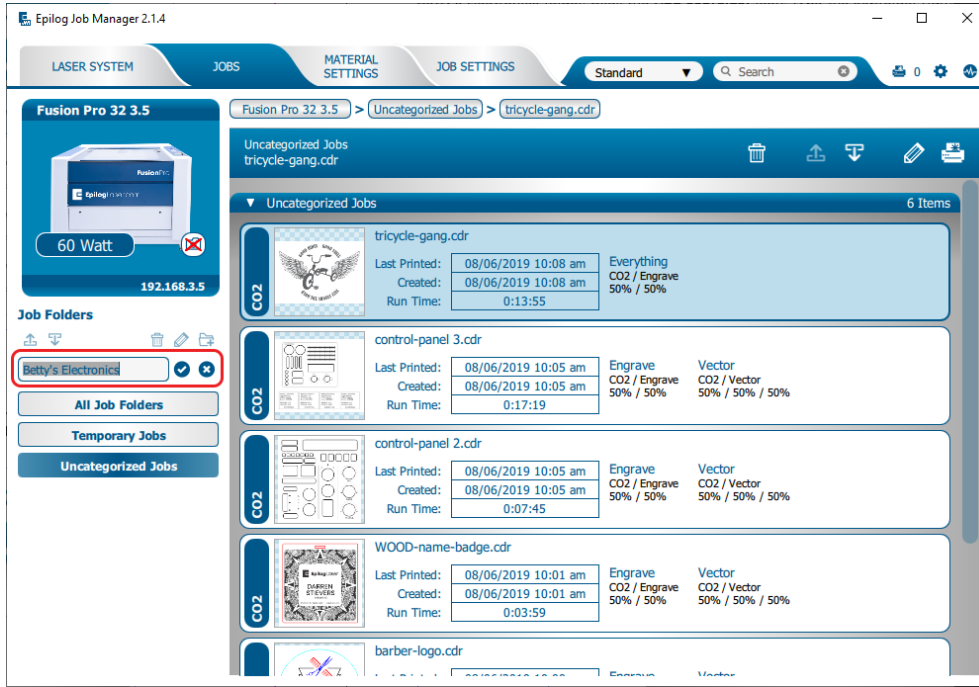 Epilog Job Manager 2.1.4
LASER SYSTEM
JOBS
MATERIAL
SETTINGS
JOB SETTINGS
Standard
Search
0
Fusion Pro 32 3.5
FusionPro
60 Watt
192.168.3.5
Job Folders
Betty's Electronics
All Job Folders
Temporary Jobs
Uncategorized Jobs
Fusion Pro 32 3.5 > Uncategorized Jobs > tricycle-gang.cdr
Uncategorized Jobs
tricycle-gang.cdr
Uncategorized Jobs 6 Items
CO2
tricycle-gang.cdr
Last Printed: 08/06/2019 10:08 am
Created: 08/06/2019 10:08 am
Run Time: 0:13:55
Everything
CO2 / Engrave
50% / 50%
CO2
control-panel 3.cdr
Last Printed: 08/06/2019 10:05 am
Created: 08/06/2019 10:05 am
Run Time: 0:17:19
Engrave
CO2 / Engrave
50% / 50%
Vector
CO2 / Vector
50% / 50% / 50%
CO2
control-panel 2.cdr
Last Printed: 08/06/2019 10:05 am
Created: 08/06/2019 10:05 am
Run Time: 0:07:45
Engrave
CO2 / Engrave
50% / 50%
Vector
CO2 / Vector
50% / 50% / 50%
CO2
DARREN
STIEVERS
WOOD-name-badge.cdr
Last Printed: 08/06/2019 10:01 am
Created: 08/06/2019 10:01 am
Run Time: 0:03:59
Engrave
CO2 / Engrave
50% / 50%
Vector
CO2 / Vector
50% / 50% / 50%
barber-logo.cdr